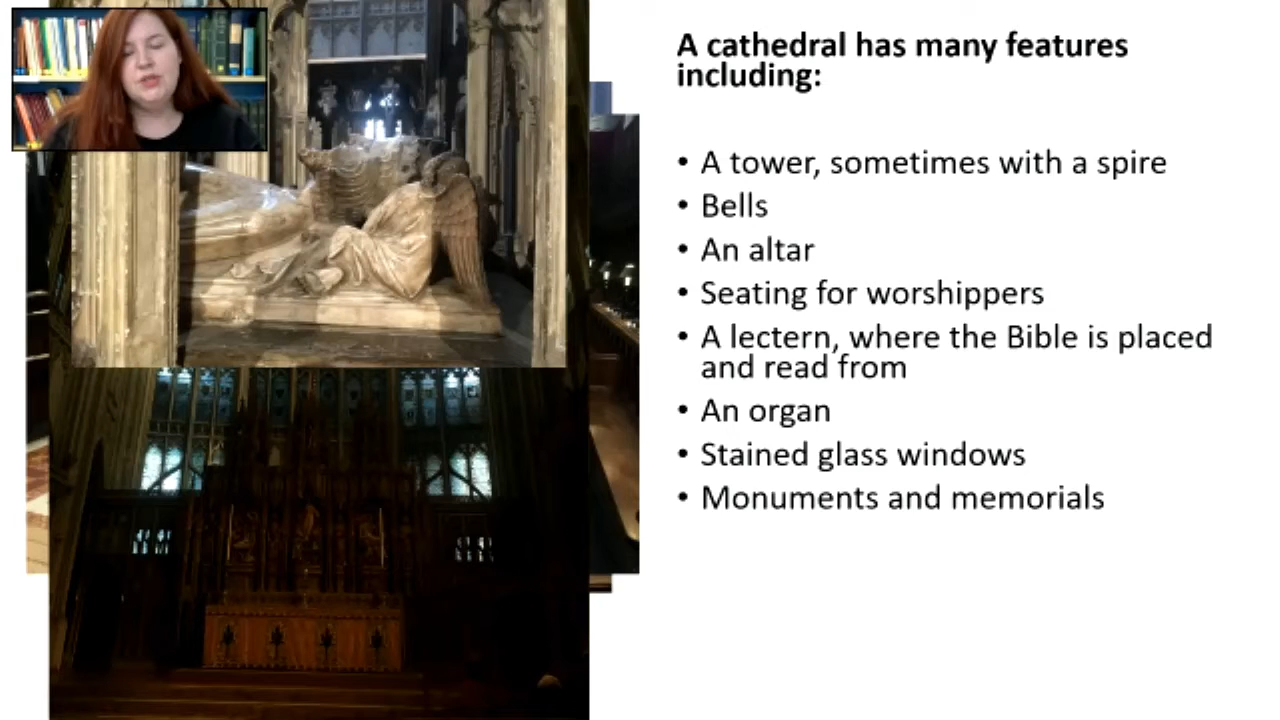 A cathedral has many features
including:
• A tower, sometimes with a spire
• Bells
• An altar
• Seating for worshippers
• A lectern, where the Bible is placed
and read from
• An organ
• Stained glass windows
• Monuments and memorials